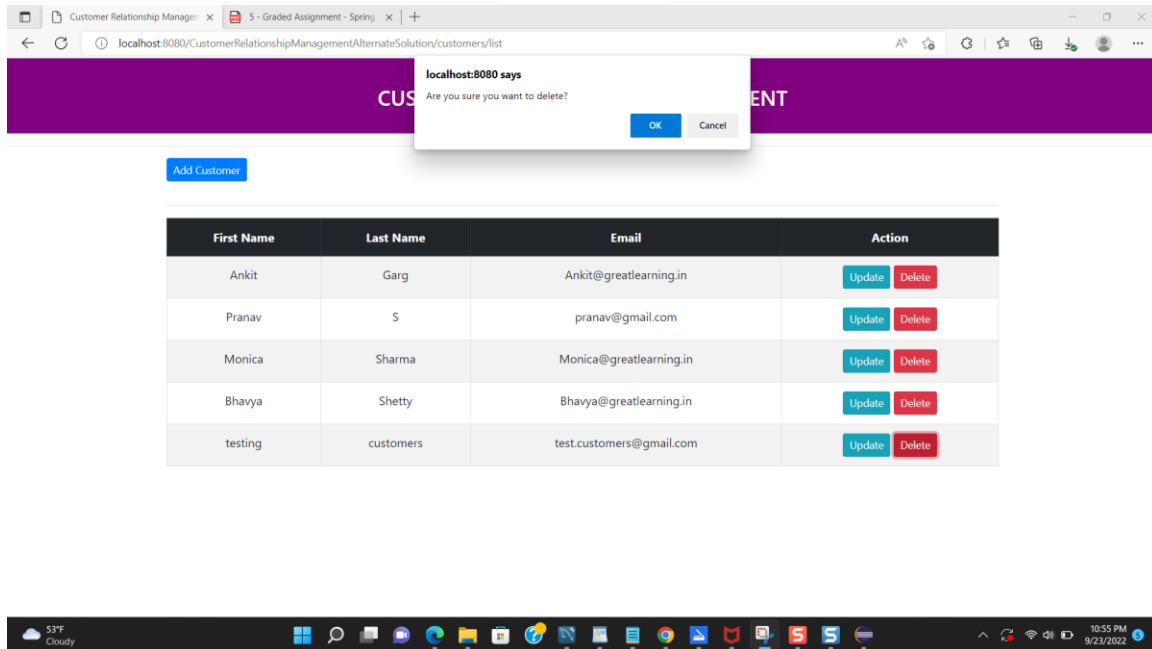 Customer Relationship Manager
5 - Graded Assignment - Spring
localhost:8080/CustomerRelationshipManagementAlternateSolution/customers/list
localhost:8080 says
Are you sure you want to delete?
OK Cancel
CUS ENT
Add Customer
First Name Last Name Email Action
Ankit Garg Ankit@greatlearning.in Update Delete
Pranav S pranav@gmail.com Update Delete
Monica Sharma Monica@greatlearning.in Update Delete
Bhavya Shetty Bhavya@greatlearning.in Update Delete
testing customers test.customers@gmail.com Update Delete
53°F
Cloudy
10:55 PM
9/23/2022
5